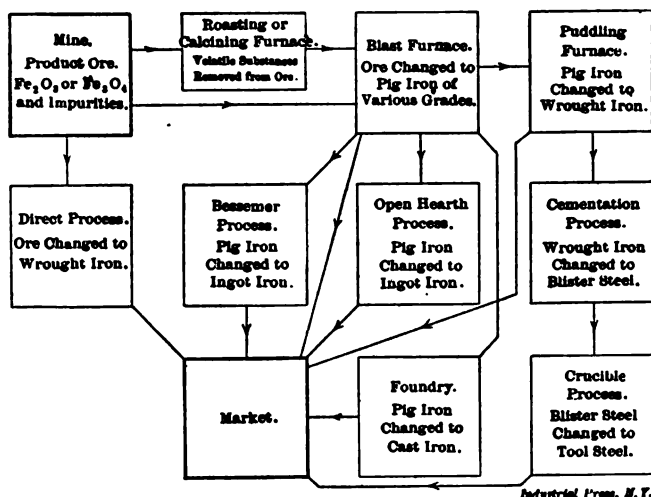 Mine.
Product Ore.
Fe2O3 or Fe3O4
and Impurities.
Roasting or
Calcining Furnace.
Volatile Substances
Removed from Ore.
Blast Furnace.
Ore Changed to
Pig Iron of
Various Grades.
Puddling
Furnace.
Pig Iron
Changed to
Wrought Iron.
Direct Process.
Ore Changed to
Wrought Iron.
Bessemer
Process.
Pig Iron
Changed to
Ingot Iron.
Open Hearth
Process.
Pig Iron
Changed to
Ingot Iron.
Cementation
Process.
Wrought Iron
Changed to
Blister Steel.
Market.
Foundry.
Pig Iron
Changed to
Cast Iron.
Crucible
Process.
Blister Steel
Changed to
Tool Steel.
Industrial Press, N.Y.